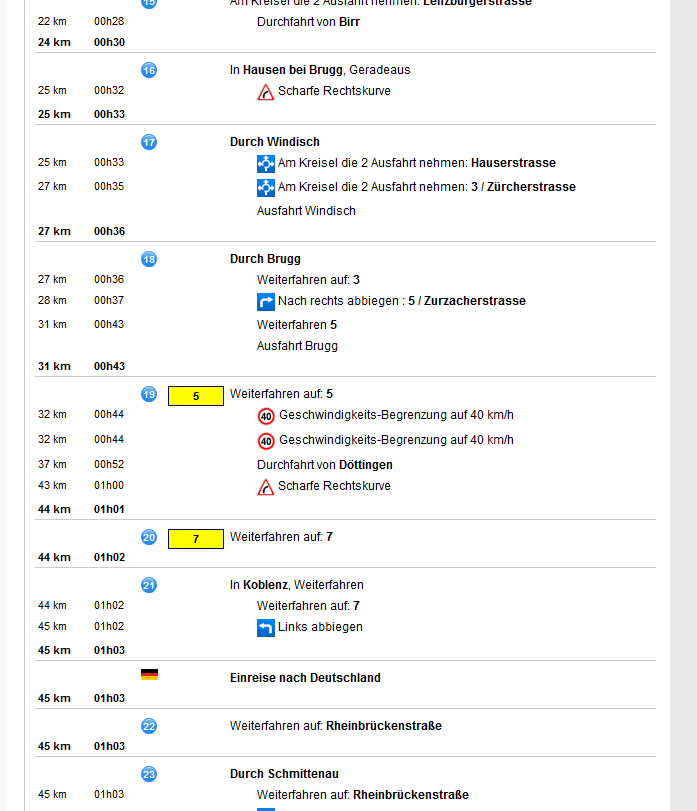 15 Am Kreisel die 2 Ausfahrt nehmen: Lenzburgerstrasse
22 km 00h28 Durchfahrt von Birr
24 km 00h30
16 In Hausen bei Brugg, Geradeaus
25 km 00h32 Scharfe Rechtskurve
25 km 00h33
17 Durch Windisch
25 km 00h33 Am Kreisel die 2 Ausfahrt nehmen: Hauserstrasse
27 km 00h35 Am Kreisel die 2 Ausfahrt nehmen: 3 / Zürcherstrasse
Ausfahrt Windisch
27 km 00h36
18 Durch Brugg
27 km 00h36 Weiterfahren auf: 3
28 km 00h37 Nach rechts abbiegen : 5 / Zurzacherstrasse
31 km 00h43 Weiterfahren 5
Ausfahrt Brugg
31 km 00h43
19 5 Weiterfahren auf: 5
32 km 00h44 40 Geschwindigkeits-Begrenzung auf 40 km/h
32 km 00h44 40 Geschwindigkeits-Begrenzung auf 40 km/h
37 km 00h52 Durchfahrt von Döttingen
43 km 01h00 Scharfe Rechtskurve
44 km 01h01
20 7 Weiterfahren auf: 7
44 km 01h02
21 In Koblenz, Weiterfahren
44 km 01h02 Weiterfahren auf: 7
45 km 01h02 Links abbiegen
45 km 01h03
Einreise nach Deutschland
45 km 01h03
22 Weiterfahren auf: Rheinbrückenstraße
45 km 01h03
23 Durch Schmittenau
45 km 01h03 Weiterfahren auf: Rheinbrückenstraße